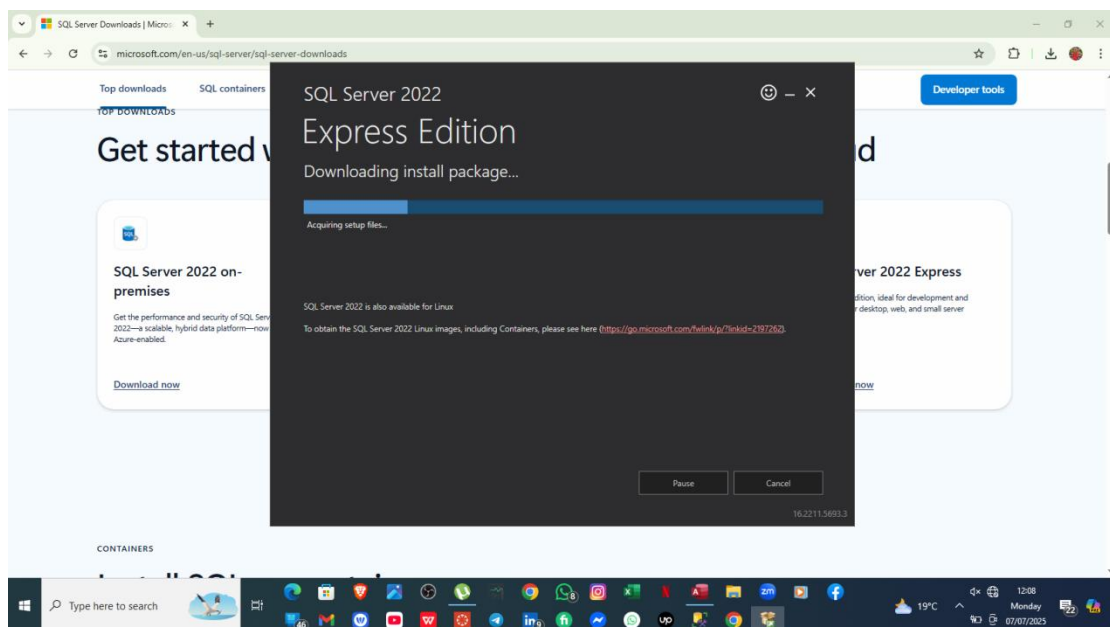 SQL Server Downloads | Micros
microsoft.com/en-us/sql-server/sql-server-downloads
Top downloads
SQL containers
Developer tools
TOP DOWNLOADS
Get started
d
SQL
SQL Server 2022 on-
premises
Get the performance and security of SQL Serv
2022—a scalable, hybrid data platform—now
Azure-enabled.
Download now
SQL Server 2022
Express Edition
Downloading install package...
Acquiring setup files...
SQL Server 2022 is also available for Linux
To obtain the SQL Server 2022 Linux images, including Containers, please see here (https://go.microsoft.com/fwlink/p/?linkid=2197262).
Pause
Cancel
16.2211.5693.3
rver 2022 Express
dition, ideal for development and
r desktop, web, and small server
now
CONTAINERS
Type here to search
19°C
12:08
Monday
07/07/2025
22